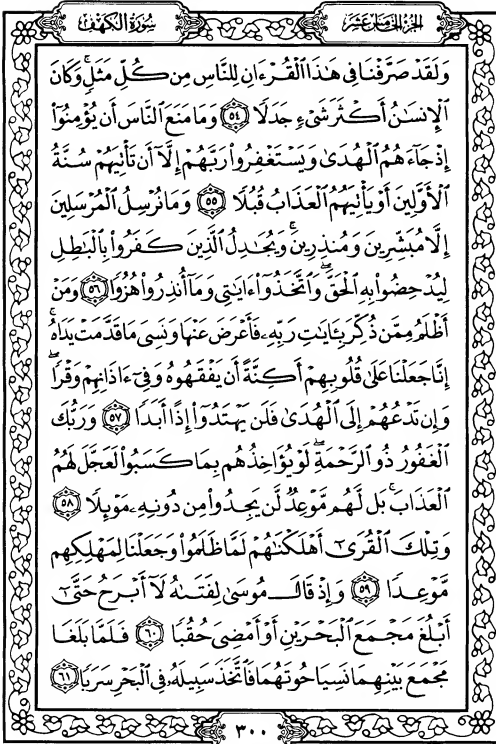 سورة الكهف
الجزء الخامس عشر
وَلَقَدْ صَرَّفْنَا فِي هَٰذَا ٱلْقُرْءَانِ لِلنَّاسِ مِن كُلِّ مَثَلٍۚ وَكَانَ
ٱلْإِنسَٰنُ أَكْثَرَ شَىْءٍ جَدَلًا ٥٤ وَمَا مَنَعَ ٱلنَّاسَ أَن يُؤْمِنُوٓا۟
إِذْ جَآءَهُمُ ٱلْهُدَىٰ وَيَسْتَغْفِرُوا۟ رَبَّهُمْ إِلَّآ أَن تَأْتِيَهُمْ سُنَّةُ
ٱلْأَوَّلِينَ أَوْ يَأْتِيَهُمُ ٱلْعَذَابُ قُبُلًا ٥٥ وَمَا نُرْسِلُ ٱلْمُرْسَلِينَ
إِلَّا مُبَشِّرِينَ وَمُنذِرِينَۚ وَيُجَٰدِلُ ٱلَّذِينَ كَفَرُوا۟ بِٱلْبَٰطِلِ
لِيُدْحِضُوا۟ بِهِ ٱلْحَقَّۖ وَٱتَّخَذُوٓا۟ ءَايَٰتِى وَمَآ أُنذِرُوا۟ هُزُوًا ٥٦ وَمَنْ
أَظْلَمُ مِمَّن ذُكِّرَ بِـَٔايَٰتِ رَبِّهِۦ فَأَعْرَضَ عَنْهَا وَنَسِىَ مَا قَدَّمَتْ يَدَاهُۚ
إِنَّا جَعَلْنَا عَلَىٰ قُلُوبِهِمْ أَكِنَّةً أَن يَفْقَهُوهُ وَفِىٓ ءَاذَانِهِمْ وَقْرًاۖ
وَإِن تَدْعُهُمْ إِلَى ٱلْهُدَىٰ فَلَن يَهْتَدُوٓا۟ إِذًا أَبَدًا ٥٧ وَرَبُّكَ
ٱلْغَفُورُ ذُو ٱلرَّحْمَةِۖ لَوْ يُؤَاخِذُهُم بِمَا كَسَبُوا۟ لَعَجَّلَ لَهُمُ
ٱلْعَذَابَۚ بَل لَّهُم مَّوْعِدٌ لَّن يَجِدُوا۟ مِن دُونِهِۦ مَوْئِلًا ٥٨
وَتِلْكَ ٱلْقُرَىٰٓ أَهْلَكْنَٰهُمْ لَمَّا ظَلَمُوا۟ وَجَعَلْنَا لِمَهْلِكِهِم
مَّوْعِدًا ٥٩ وَإِذْ قَالَ مُوسَىٰ لِفَتَىٰهُ لَآ أَبْرَحُ حَتَّىٰٓ
أَبْلُغَ مَجْمَعَ ٱلْبَحْرَيْنِ أَوْ أَمْضِىَ حُقُبًا ٦٠ فَلَمَّا بَلَغَا
مَجْمَعَ بَيْنِهِمَا نَسِيَا حُوتَهُمَا فَٱتَّخَذَ سَبِيلَهُۥ فِى ٱلْبَحْرِ سَرَبًا ٦١
٣٠٠